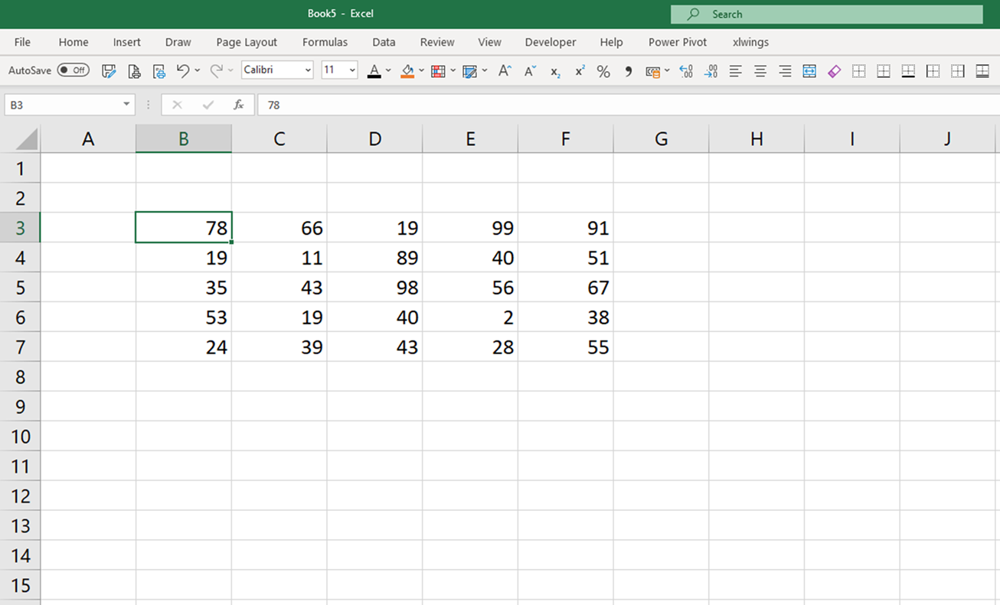 Book5 - Excel
Search
File Home Insert Draw Page Layout Formulas Data Review View Developer Help Power Pivot xlwings
AutoSave Off Calibri 11
B3 fx 78
A B C D E F G H I J
1
2
3 78 66 19 99 91
4 19 11 89 40 51
5 35 43 98 56 67
6 53 19 40 2 38
7 24 39 43 28 55
8
9
10
11
12
13
14
15